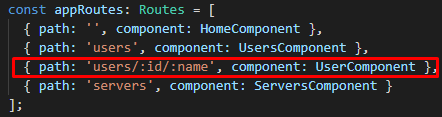 const appRoutes: Routes = [
{ path: '', component: HomeComponent },
{ path: 'users', component: UsersComponent },
{ path: 'users/:id/:name', component: UserComponent },
{ path: 'servers', component: ServersComponent }
];